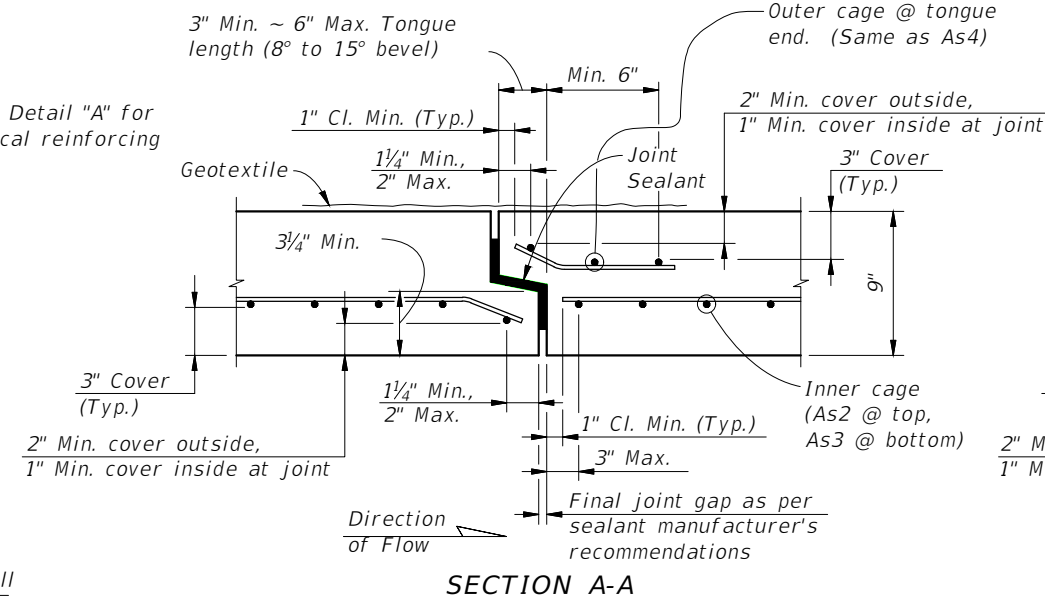 3" Min. ~ 6" Max. Tongue
length (8° to 15° bevel)
Outer cage @ tongue
end. (Same as As4)
Min. 6"
Detail "A" for
cal reinforcing
1" Cl. Min. (Typ.)
2" Min. cover outside,
1" Min. cover inside at joint
1¼" Min.,
2" Max.
Joint
Sealant
3" Cover
(Typ.)
Geotextile
3¼" Min.
9"
3" Cover
(Typ.)
1¼" Min.,
2" Max.
Inner cage
(As2 @ top,
As3 @ bottom)
1" Cl. Min. (Typ.)
2" Min. cover outside,
1" Min. cover inside at joint
3" Max.
2" M
1" M
Direction
of Flow
Final joint gap as per
sealant manufacturer's
recommendations
ll
SECTION A-A